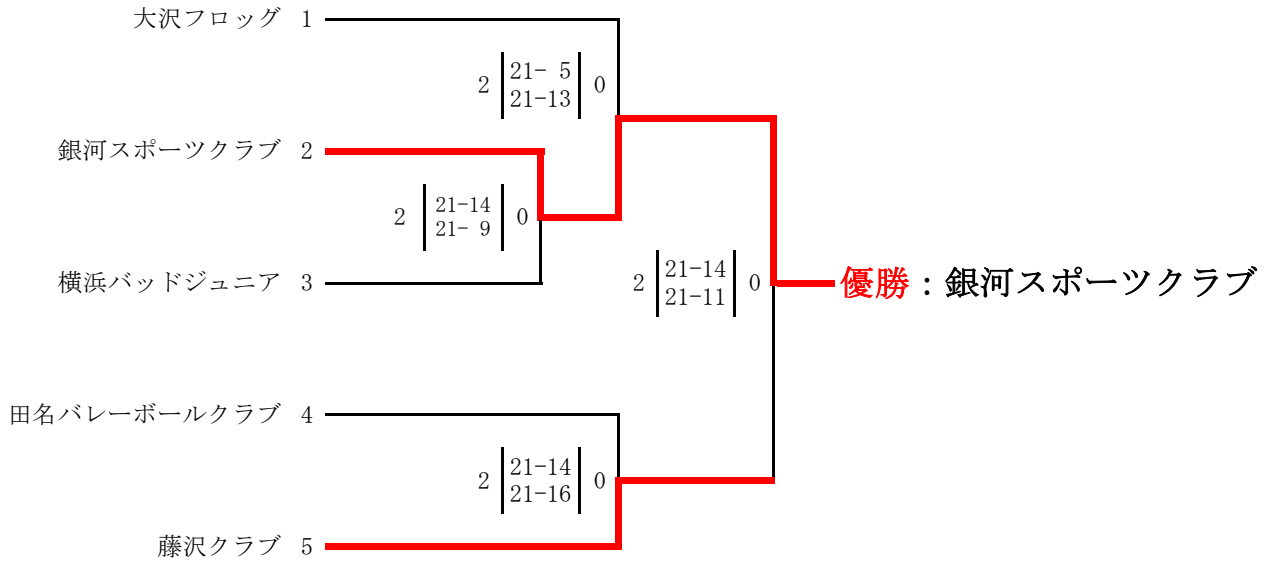 大沢フロッグ 1
2 21- 5 0
21-13
銀河スポーツクラブ 2
2 21-14 0
21- 9
横浜バッドジュニア 3
2 21-14 0
21-11
優勝：銀河スポーツクラブ
田名バレーボールクラブ 4
2 21-14 0
21-16
藤沢クラブ 5